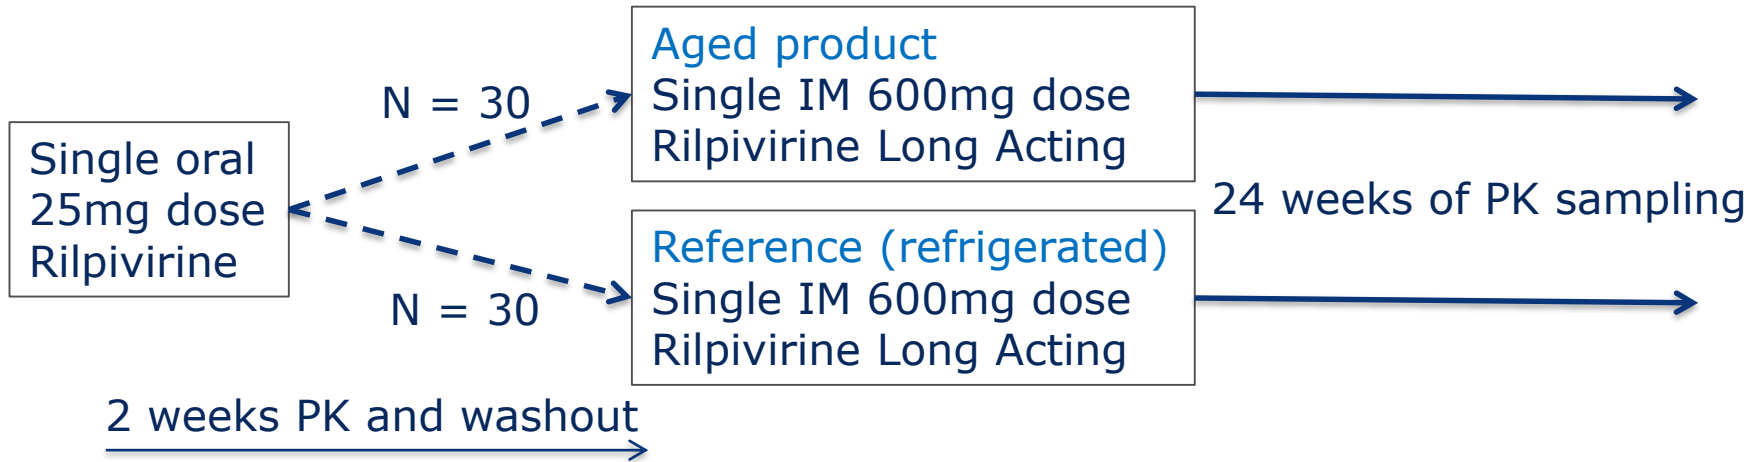 Single oral
25mg dose
Rilpivirine
N = 30
N = 30
Aged product
Single IM 600mg dose
Rilpivirine Long Acting
Reference (refrigerated)
Single IM 600mg dose
Rilpivirine Long Acting
24 weeks of PK sampling
2 weeks PK and washout